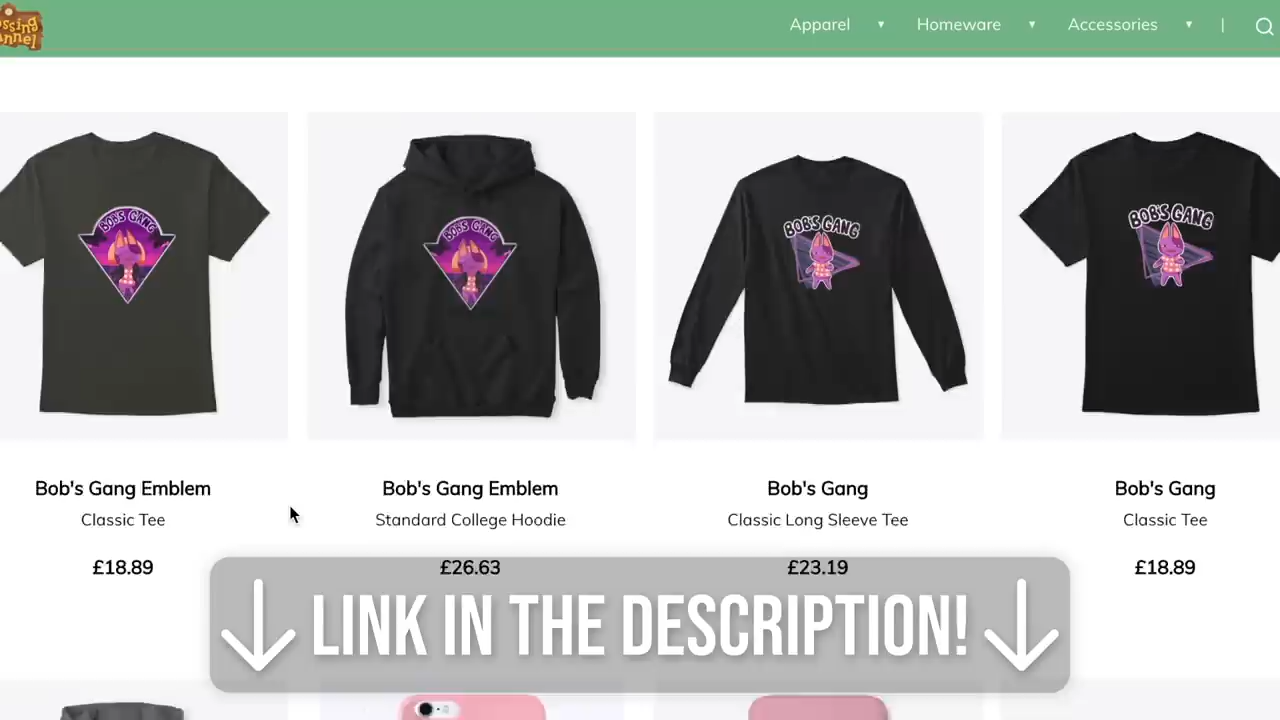 ssing
annel
Apparel ▼ Homeware ▼ Accessories ▼ |
BOB'S GANG
BOB'S GANG
BOB'S GANG
BOB'S GANG
Bob's Gang Emblem
Classic Tee
£18.89
Bob's Gang Emblem
Standard College Hoodie
£26.63
Bob's Gang
Classic Long Sleeve Tee
£23.19
Bob's Gang
Classic Tee
£18.89
LINK IN THE DESCRIPTION!